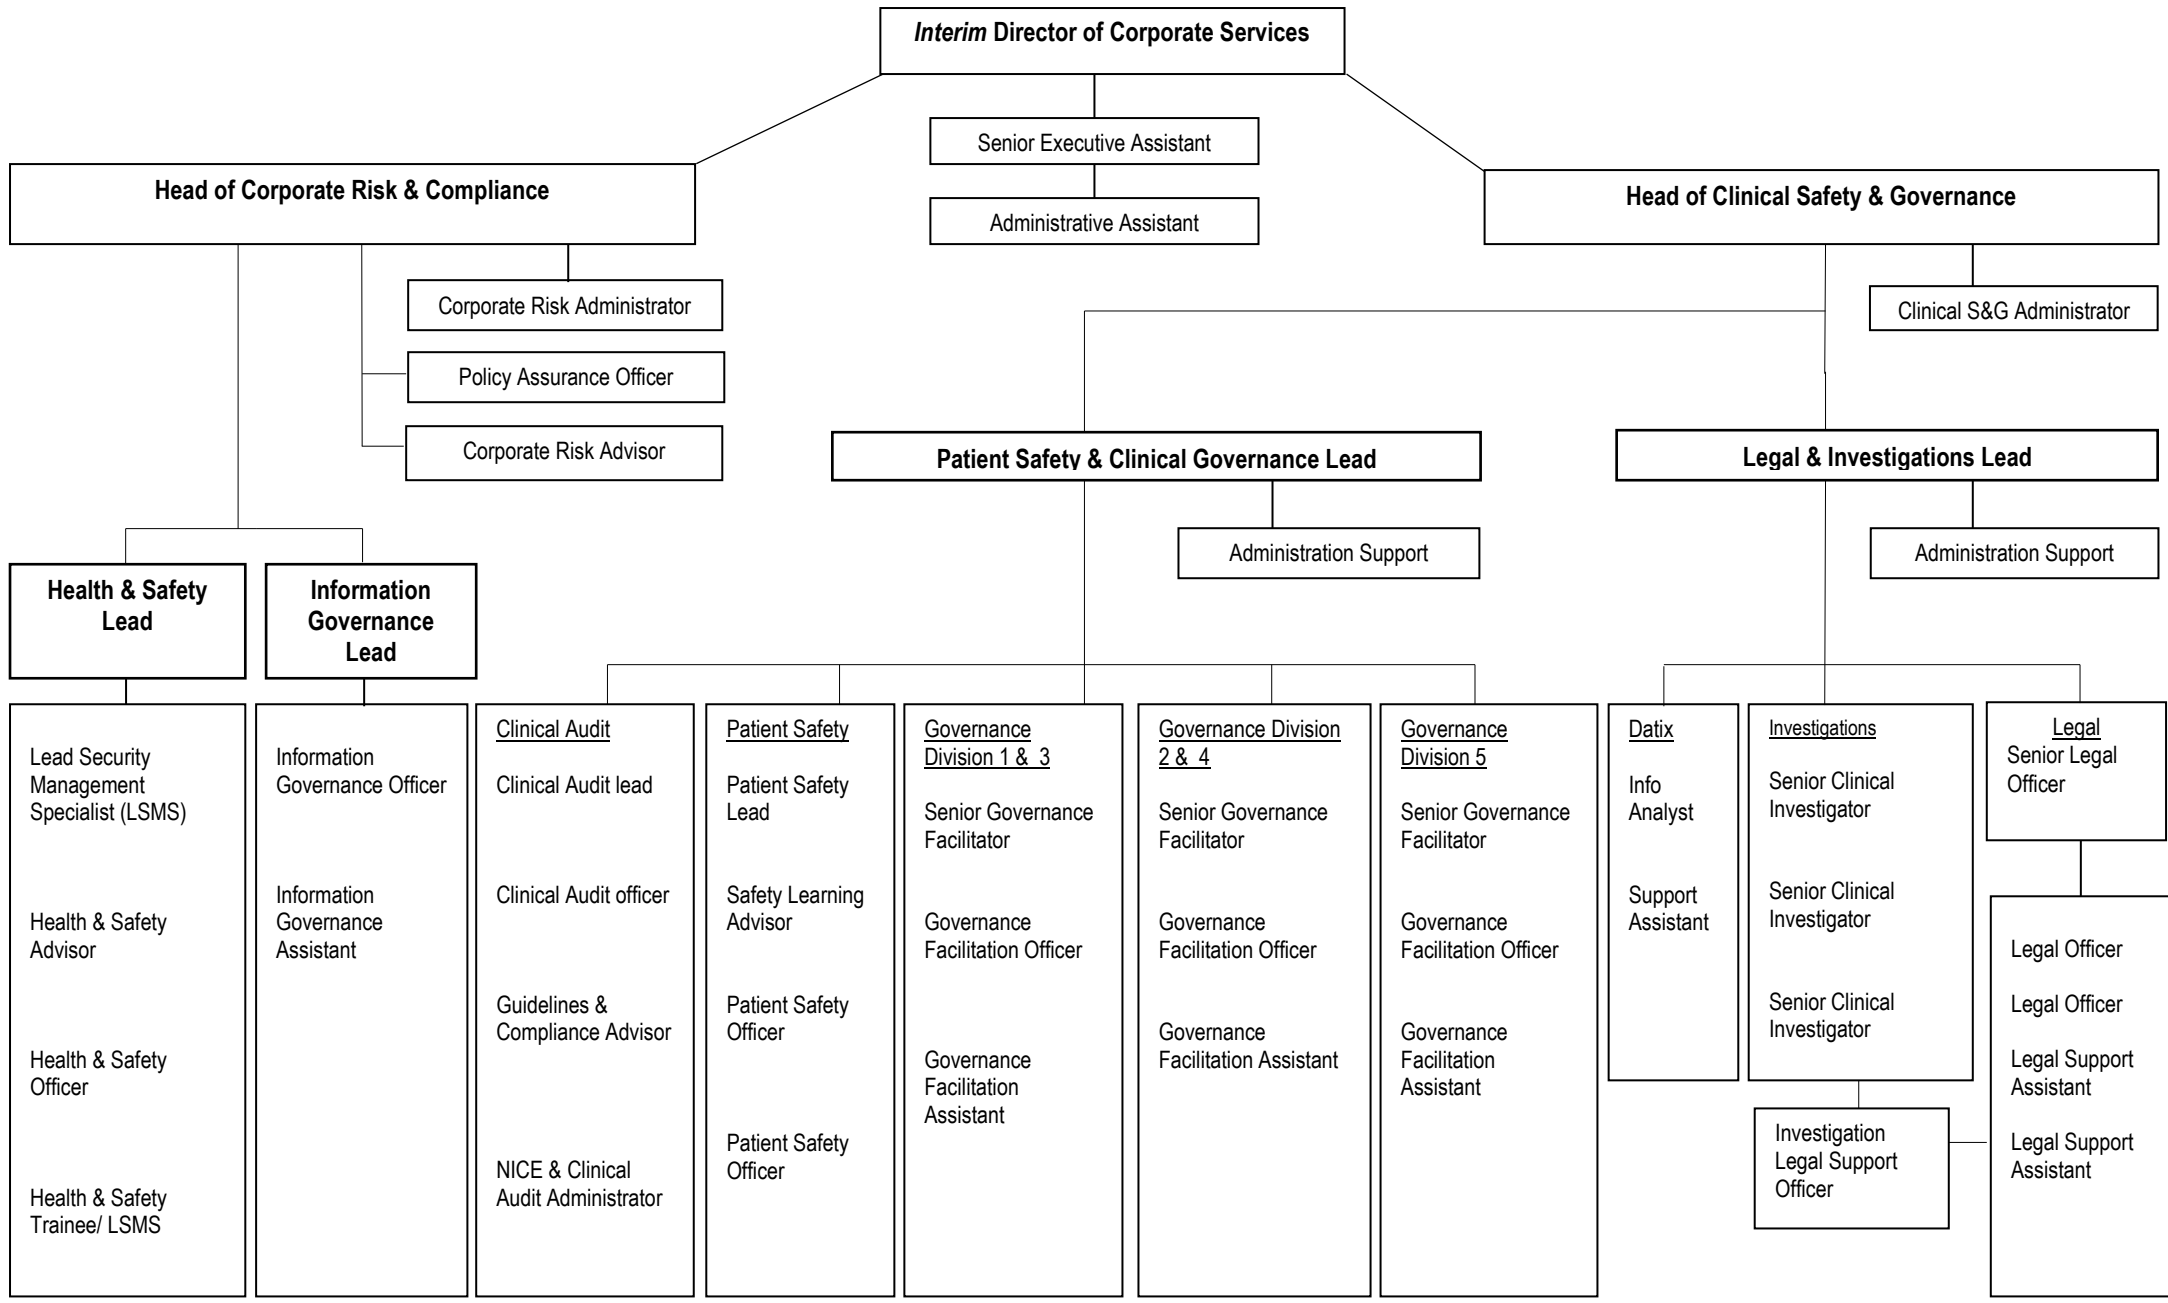 Interim Director of Corporate Services
Senior Executive Assistant
Administrative Assistant
Head of Corporate Risk & Compliance
Head of Clinical Safety & Governance
Corporate Risk Administrator
Policy Assurance Officer
Corporate Risk Advisor
Clinical S&G Administrator
Patient Safety & Clinical Governance Lead
Legal & Investigations Lead
Administration Support
Administration Support
Health & Safety
Lead
Information
Governance
Lead
Lead Security
Management
Specialist (LSMS)
Health & Safety
Advisor
Health & Safety
Officer
Health & Safety
Trainee/ LSMS
Information
Governance Officer
Information
Governance
Assistant
Clinical Audit
Clinical Audit lead
Clinical Audit officer
Guidelines &
Compliance Advisor
NICE & Clinical
Audit Administrator
Patient Safety
Patient Safety
Lead
Safety Learning
Advisor
Patient Safety
Officer
Patient Safety
Officer
Governance
Division 1 & 3
Senior Governance
Facilitator
Governance
Facilitation Officer
Governance
Facilitation
Assistant
Governance Division
2 & 4
Senior Governance
Facilitator
Governance
Facilitation Officer
Governance
Facilitation Assistant
Governance
Division 5
Senior Governance
Facilitator
Governance
Facilitation Officer
Governance
Facilitation
Assistant
Datix
Info
Analyst
Support
Assistant
Investigations
Senior Clinical
Investigator
Senior Clinical
Investigator
Senior Clinical
Investigator
Investigation
Legal Support
Officer
Legal
Senior Legal
Officer
Legal Officer
Legal Officer
Legal Support
Assistant
Legal Support
Assistant